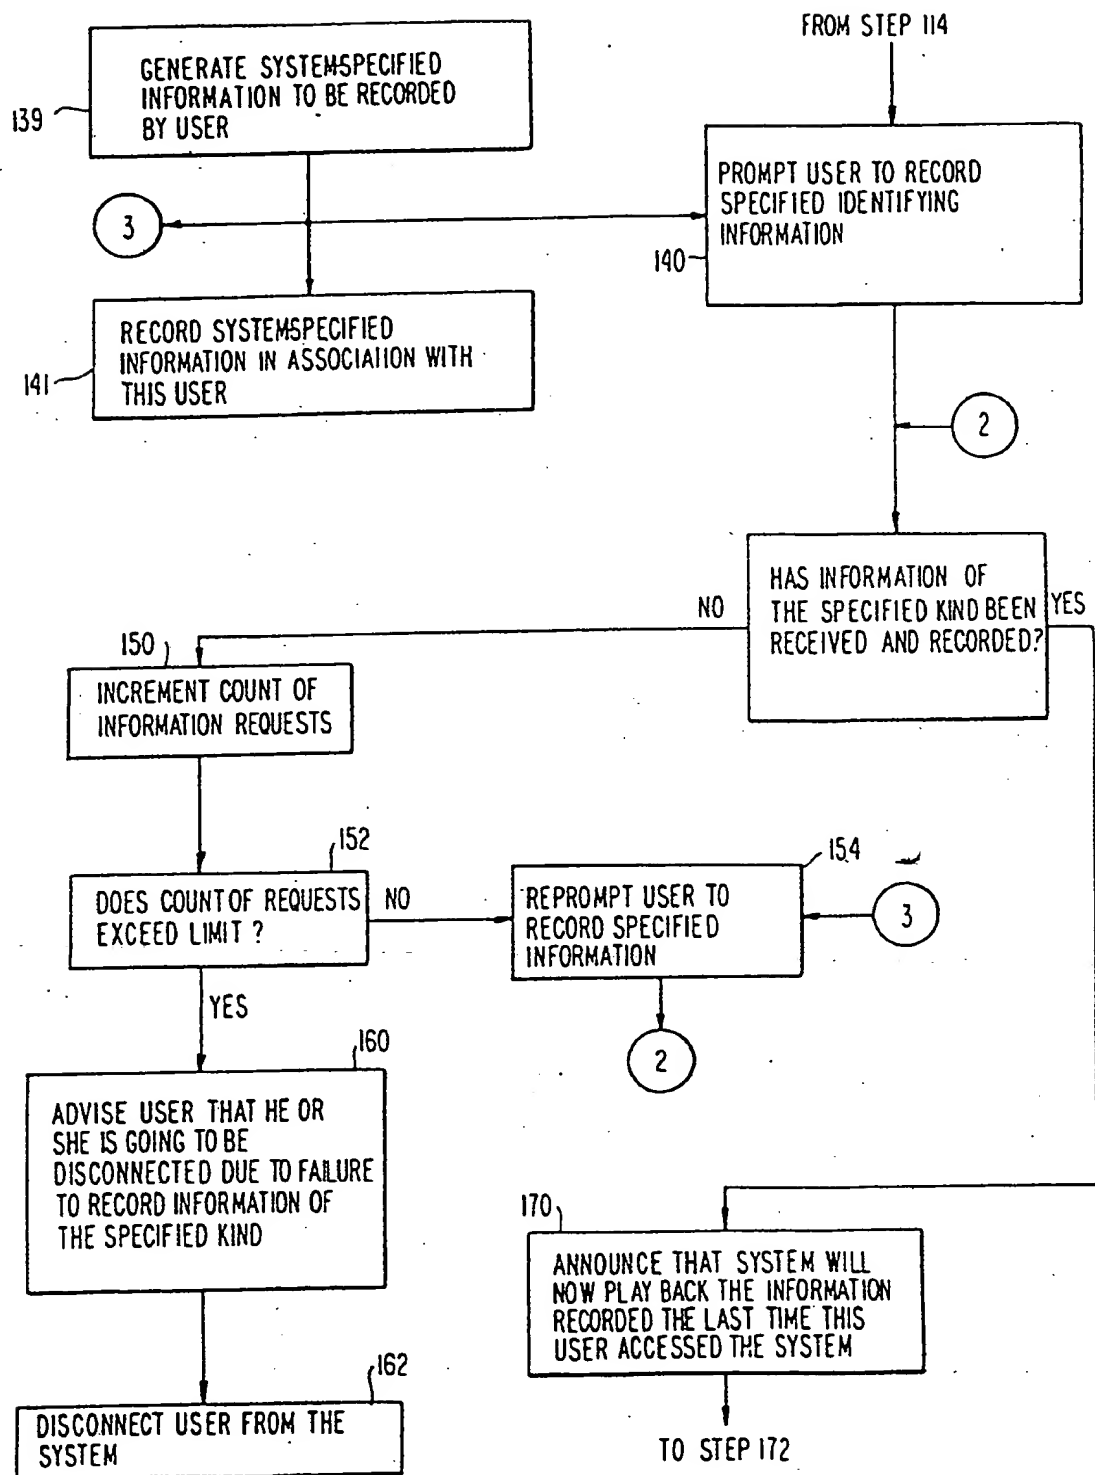 FROM STEP 114
GENERATE SYSTEMSPECIFIED
INFORMATION TO BE RECORDED
BY USER
139
PROMPT USER TO RECORD
SPECIFIED IDENTIFYING
INFORMATION
140
3
RECORD SYSTEMSPECIFIED
INFORMATION IN ASSOCIATION WITH
THIS USER
141
2
HAS INFORMATION OF
THE SPECIFIED KIND BEEN
RECEIVED AND RECORDED?
NO
YES
150
INCREMENT COUNT OF
INFORMATION REQUESTS
152
DOES COUNT OF REQUESTS
EXCEED LIMIT ?
NO
154
REPROMPT USER TO
RECORD SPECIFIED
INFORMATION
3
YES
2
160
ADVISE USER THAT HE OR
SHE IS GOING TO BE
DISCONNECTED DUE TO FAILURE
TO RECORD INFORMATION OF
THE SPECIFIED KIND
170
ANNOUNCE THAT SYSTEM WILL
NOW PLAY BACK THE INFORMATION
RECORDED THE LAST TIME THIS
USER ACCESSED THE SYSTEM
162
DISCONNECT USER FROM THE
SYSTEM
TO STEP 172